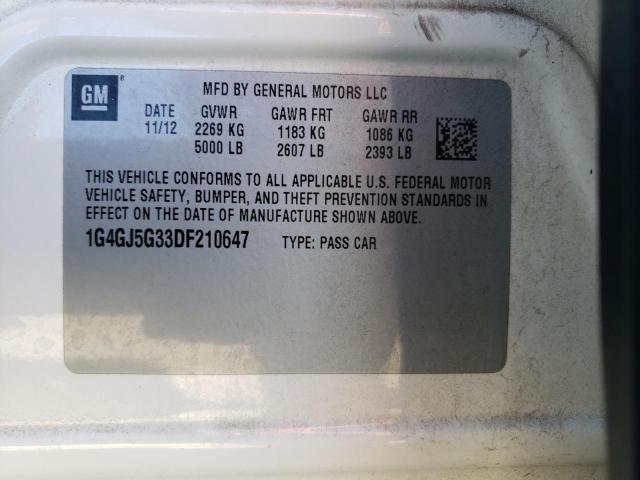 GM ®
MFD BY GENERAL MOTORS LLC
DATE GVWR GAWR FRT GAWR RR
11/12 2269 KG 1183 KG 1086 KG
5000 LB 2607 LB 2393 LB
THIS VEHICLE CONFORMS TO ALL APPLICABLE U.S. FEDERAL MOTOR
VEHICLE SAFETY, BUMPER, AND THEFT PREVENTION STANDARDS IN
EFFECT ON THE DATE OF MANUFACTURE SHOWN ABOVE.
1G4GJ5G33DF210647 TYPE: PASS CAR